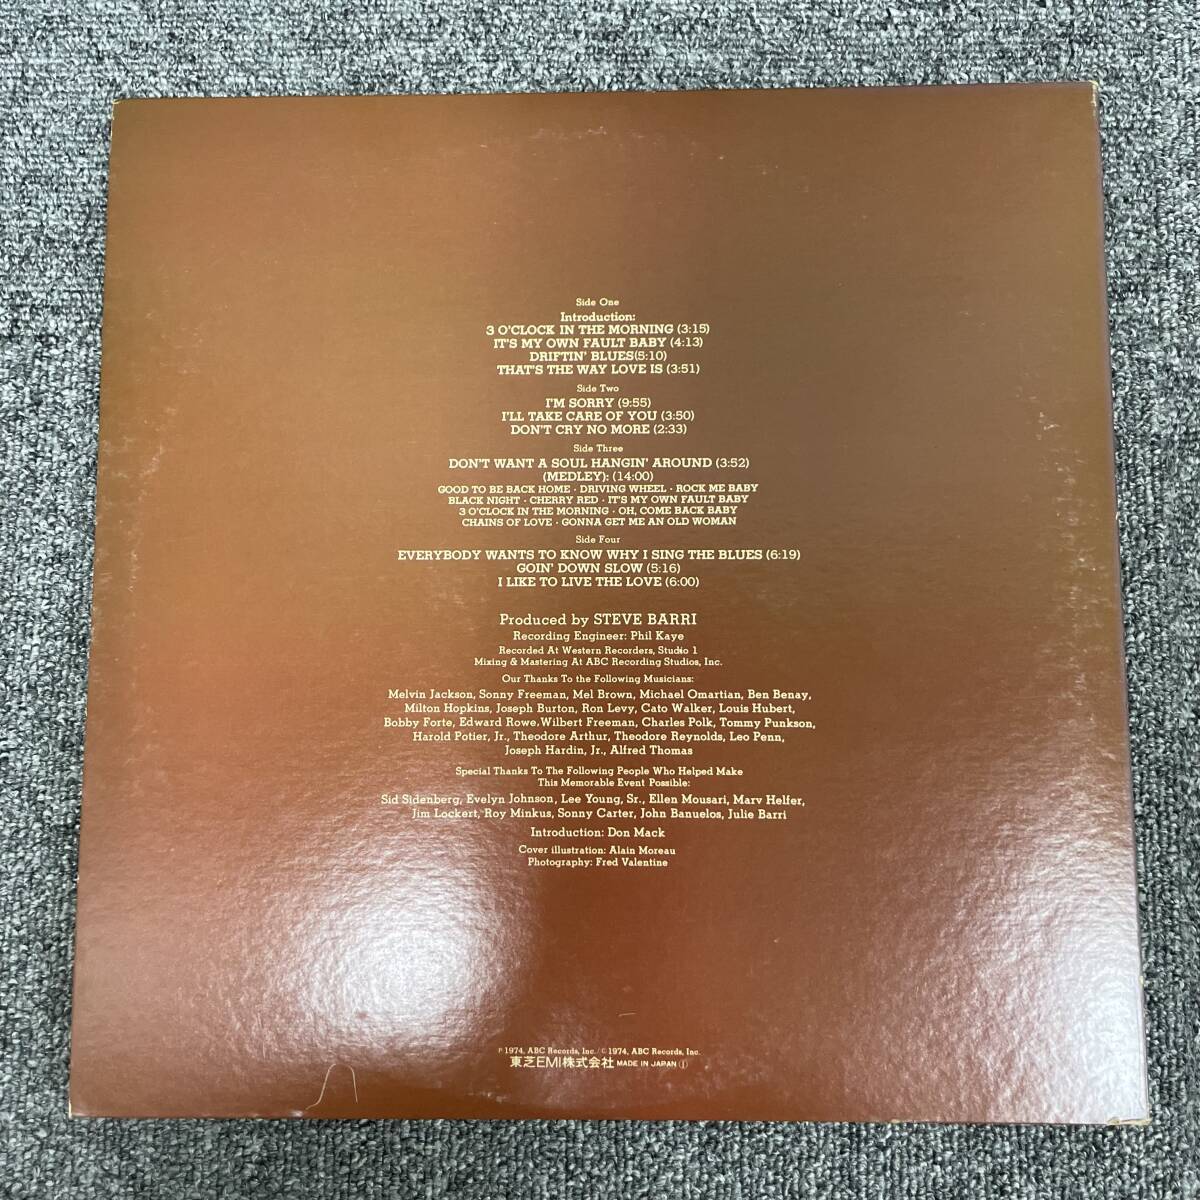 Side One
Introduction:
3 O'CLOCK IN THE MORNING (3:15)
IT'S MY OWN FAULT BABY (4:13)
DRIFTIN' BLUES(5:10)
THAT'S THE WAY LOVE IS (3:51)
Side Two
I'M SORRY (9:55)
I'LL TAKE CARE OF YOU (3:50)
DON'T CRY NO MORE (2:33)
Side Three
DON'T WANT A SOUL HANGIN' AROUND (3:52)
(MEDLEY): (14:00)
GOOD TO BE BACK HOME · DRIVING WHEEL · ROCK ME BABY
BLACK NIGHT · CHERRY RED · IT'S MY OWN FAULT BABY
3 O'CLOCK IN THE MORNING · OH, COME BACK BABY
CHAINS OF LOVE · GONNA GET ME AN OLD WOMAN
Side Four
EVERYBODY WANTS TO KNOW WHY I SING THE BLUES (6:19)
GOIN' DOWN SLOW (5:16)
I LIKE TO LIVE THE LOVE (6:00)
Produced by STEVE BARRI
Recording Engineer: Phil Kaye
Recorded At Western Recorders, Studio 1
Mixing & Mastering At ABC Recording Studios, Inc.
Our Thanks To the Following Musicians:
Melvin Jackson, Sonny Freeman, Mel Brown, Michael Omartian, Ben Benay,
Milton Hopkins, Joseph Burton, Ron Levy, Cato Walker, Louis Hubert,
Bobby Forte, Edward Rowe.Wilbert Freeman, Charles Polk, Tommy Punkson,
Harold Potier, Jr., Theodore Arthur, Theodore Reynolds, Leo Penn,
Joseph Hardin, Jr., Alfred Thomas
Special Thanks To The Following People Who Helped Make
This Memorable Event Possible:
Sid Sidenberg, Evelyn Johnson, Lee Young, Sr., Ellen Mousari, Marv Helfer,
Jim Lockert, Roy Minkus, Sonny Carter, John Banuelos, Julie Barri
Introduction: Don Mack
Cover illustration: Alain Moreau
Photography: Fred Valentine
℗ 1974, ABC Records, Inc. / © 1974, ABC Records, Inc.
東芝EMI株式会社 MADE IN JAPAN Ⓘ